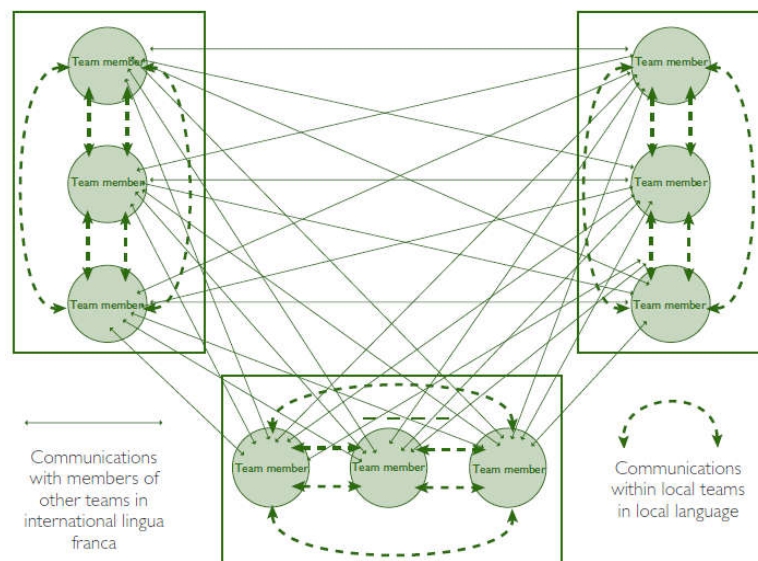 Team member
Team member
Team member
Team member
Team member
Team member
Team member
Team member
Team member
Communications
with members of
other teams in
international lingua
franca
Communications
within local teams
in local language